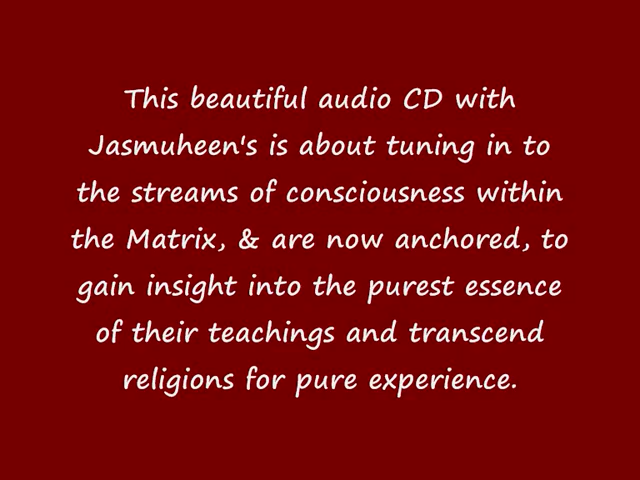 This beautiful audio CD with
Jasmuheen's is about tuning in to
the streams of consciousness within
the Matrix, & are now anchored, to
gain insight into the purest essence
of their teachings and transcend
religions for pure experience.